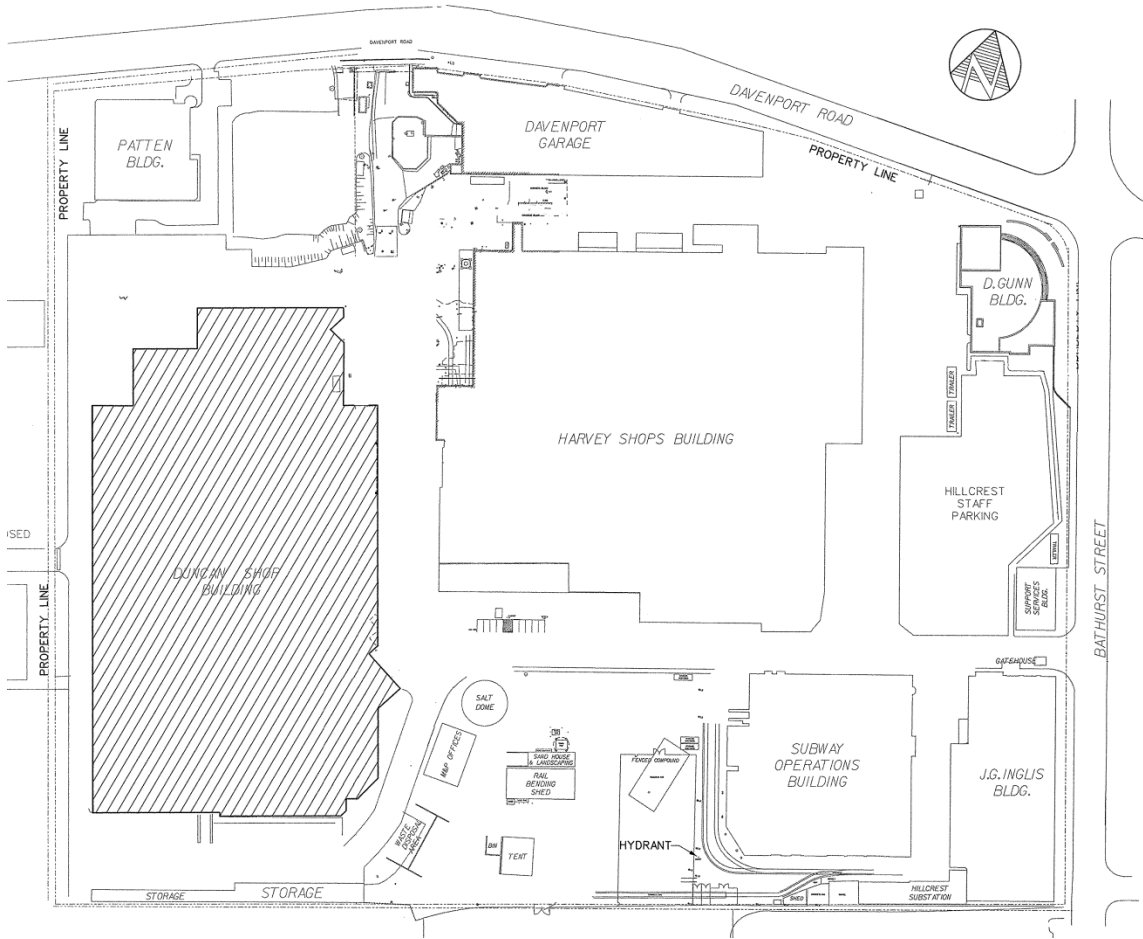 DAVENPORT ROAD
DAVENPORT ROAD
N
PATTEN
BLDG.
DAVENPORT
GARAGE
PROPERTY LINE
PROPERTY LINE
D.GUNN
BLDG.
TRAILER
TRAILER
HARVEY SHOPS BUILDING
HILLCREST
STAFF
PARKING
OSED
DUNCAN SHOP
BUILDING
TRAILER
BATHURST STREET
SUPPORT
SERVICES
BLDG.
PROPERTY LINE
GATEHOUSE
SALT
DOME
M&P OFFICES
SAND HOUSE
& LANDSCAPING
FENCED COMPOUND
SUBWAY
OPERATIONS
BUILDING
RAIL
BENDING
SHED
J.G.INGLIS
BLDG.
WASTE
DISPOSAL
AREA
BIN
TENT
HYDRANT
STORAGE
STORAGE
SHED
HILLCREST
SUBSTATION